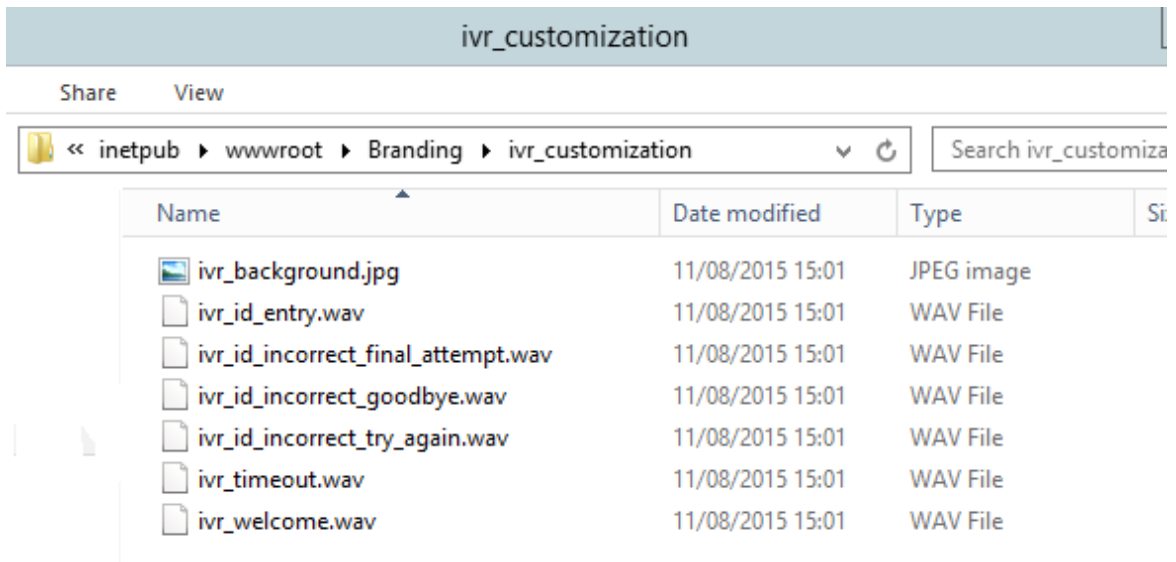 ivr_customization
Share View
« inetpub wwwroot Branding ivr_customization Search ivr_customiza
Name Date modified Type Si
ivr_background.jpg 11/08/2015 15:01 JPEG image
ivr_id_entry.wav 11/08/2015 15:01 WAV File
ivr_id_incorrect_final_attempt.wav 11/08/2015 15:01 WAV File
ivr_id_incorrect_goodbye.wav 11/08/2015 15:01 WAV File
ivr_id_incorrect_try_again.wav 11/08/2015 15:01 WAV File
ivr_timeout.wav 11/08/2015 15:01 WAV File
ivr_welcome.wav 11/08/2015 15:01 WAV File